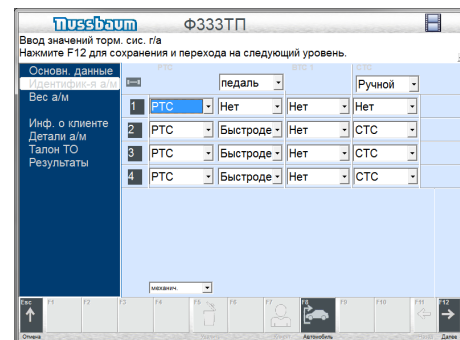 Nussbaum Ф333ТП
Ввод значений торм. сис. г/а
Нажмите F12 для сохранения и перехода на следующий уровень.
Основн. данные
Идентифик-я а/м
Вес а/м
Инф. о клиенте
Детали а/м
Талон ТО
Результаты
РТС СТС
педаль Ручной
1 РТС Нет Нет Нет
2 РТС Быстроде Нет СТС
3 РТС Быстроде Нет СТС
4 РТС Быстроде Нет СТС
механич.
Esc F1 F2 F3 F4 F5 F6 F7 F8 F9 F10 F11 F12
Отмена Автомобиль Далее